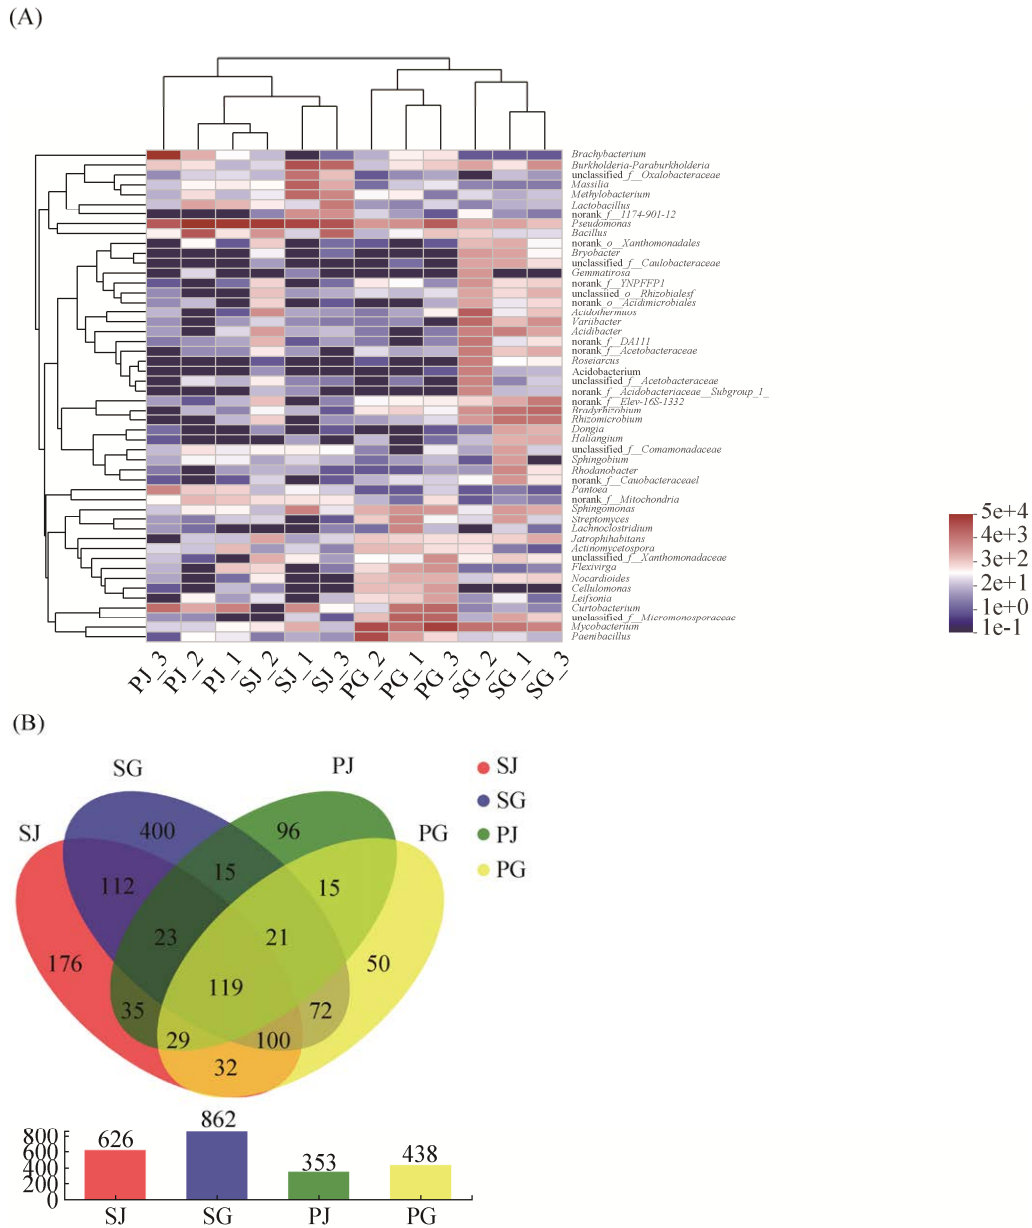 (A)
Brachybacterium
Burkholderia-Paraburkholderia
unclassified_f__Oxalobacteraceae
Massilia
Methylobacterium
Lactobacillus
norank_f__1174-901-12
Pseudomonas
Bacillus
norank_o__Xanthomonadales
Bryobacter
unclassified_f__Caulobacteraceae
Gemmatirosa
norank_f__YNPFFP1
unclassiied_o__Rhizobialesf
norank_o__Acidimicrobiales
Acidothermus
Variibacter
Acidibacter
norank_f__DA111
norank_f__Acetobacteraceae
Roseiarcus
Acidobacterium
unclassified_f__Acetobacteraceae
norank_f__Acidobacteriaceae__Subgroup_1_
norank_f__Elev-16S-1332
Bradyrhizobium
Rhizomicrobium
Dongia
Haliangium
unclassified_f__Comamonadaceae
Sphingobium
Rhodanobacter
norank_f__Cauobacteraceael
Pantoea
norank_f__Mitochondria
Sphingomonas
Streptomyces
Lachnoclostridium
Jatrophihabitans
Actinomycetospora
unclassified_f__Xanthomonadaceae
Flexivirga
Nocardioides
Cellulomonas
Leifsonia
Curtobacterium
unclassified_f__Micromonosporaceae
Mycobacterium
Paenibacillus
5e+4
4e+3
3e+2
2e+1
1e+0
1e-1
PJ_3 PJ_2 PJ_1 SJ_2 SJ_1 SJ_3 PG_2 PG_1 PG_3 SG_2 SG_1 SG_3
(B)
SG PJ
SJ PG
SJ
SG
PJ
PG
400 96
112 15 15
23 21
176 119 50
35 72
29 100
32
800
600
400
200
0
626 862 353 438
SJ SG PJ PG